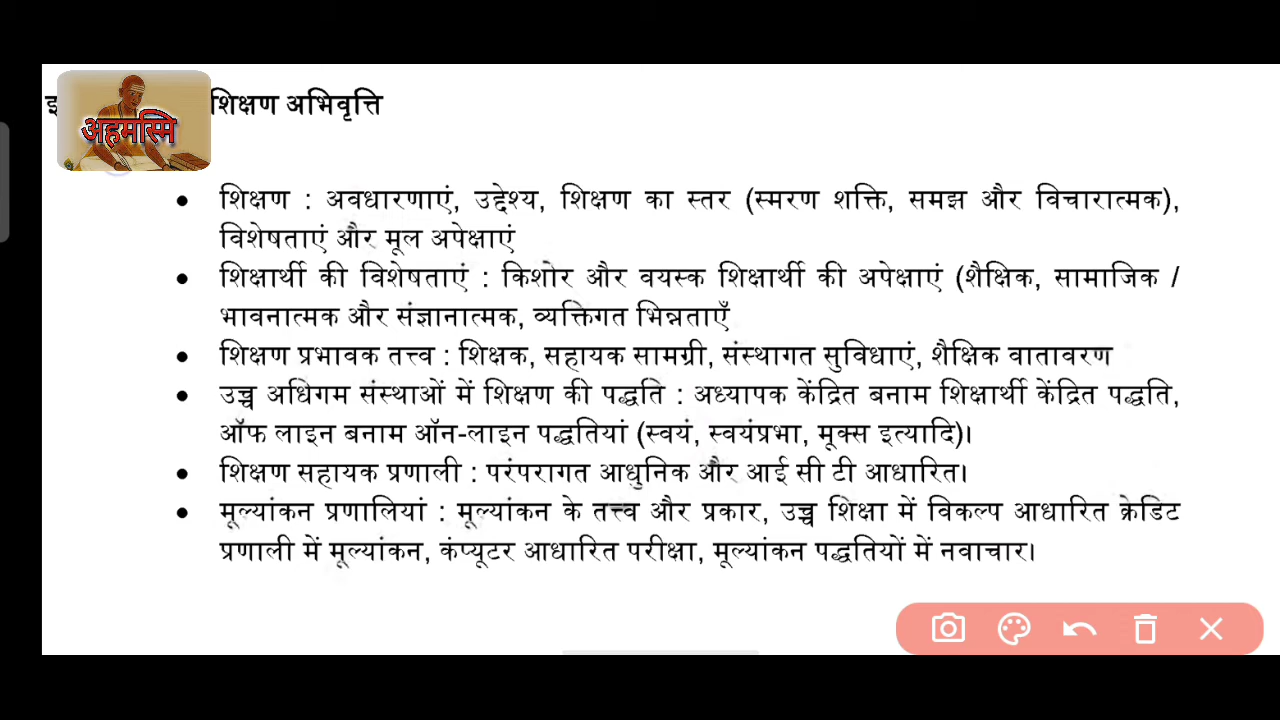 शिक्षण अभिवृत्ति
अहमस्मि
• शिक्षण : अवधारणाएं, उद्देश्य, शिक्षण का स्तर (स्मरण शक्ति, समझ और विचारात्मक),
विशेषताएं और मूल अपेक्षाएं
• शिक्षार्थी की विशेषताएं : किशोर और वयस्क शिक्षार्थी की अपेक्षाएं (शैक्षिक, सामाजिक /
भावनात्मक और संज्ञानात्मक, व्यक्तिगत भिन्नताएँ
• शिक्षण प्रभावक तत्त्व : शिक्षक, सहायक सामग्री, संस्थागत सुविधाएं, शैक्षिक वातावरण
• उच्च अधिगम संस्थाओं में शिक्षण की पद्धति : अध्यापक केंद्रित बनाम शिक्षार्थी केंद्रित पद्धति,
ऑफ लाइन बनाम ऑन-लाइन पद्धतियां (स्वयं, स्वयंप्रभा, मूक्स इत्यादि)।
• शिक्षण सहायक प्रणाली : परंपरागत आधुनिक और आई सी टी आधारित।
• मूल्यांकन प्रणालियां : मूल्यांकन के तत्त्व और प्रकार, उच्च शिक्षा में विकल्प आधारित क्रेडिट
प्रणाली में मूल्यांकन, कंप्यूटर आधारित परीक्षा, मूल्यांकन पद्धतियों में नवाचार।